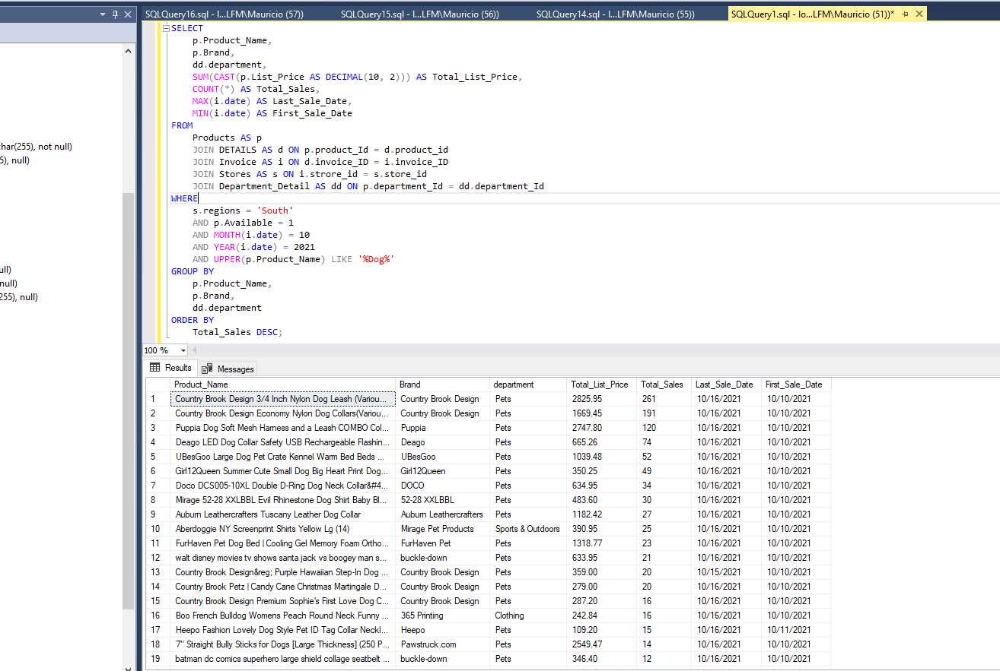 SQLQuery16.sql - l...LFM\Mauricio (57)) SQLQuery15.sql - l...LFM\Mauricio (56)) SQLQuery14.sql - l...LFM\Mauricio (55)) SQLQuery1.sql - lo...LFM\Mauricio (51))*
:har(255), not null)
5), null)
ull)
null)
255), null)
SELECT
p.Product_Name,
p.Brand,
dd.department,
SUM(CAST(p.List_Price AS DECIMAL(10, 2))) AS Total_List_Price,
COUNT(*) AS Total_Sales,
MAX(i.date) AS Last_Sale_Date,
MIN(i.date) AS First_Sale_Date
FROM
Products AS p
JOIN DETAILS AS d ON p.product_Id = d.product_id
JOIN Invoice AS i ON d.invoice_ID = i.invoice_ID
JOIN Stores AS s ON i.strore_id = s.store_id
JOIN Department_Detail AS dd ON p.department_Id = dd.department_Id
WHERE
s.regions = 'South'
AND p.Available = 1
AND MONTH(i.date) = 10
AND YEAR(i.date) = 2021
AND UPPER(p.Product_Name) LIKE '%Dog%'
GROUP BY
p.Product_Name,
p.Brand,
dd.department
ORDER BY
Total_Sales DESC;
100 %
Results Messages
Product_Name Brand department Total_List_Price Total_Sales Last_Sale_Date First_Sale_Date
1 Country Brook Design 3/4 Inch Nylon Dog Leash (Variou... Country Brook Design Pets 2825.95 261 10/16/2021 10/10/2021
2 Country Brook Design Economy Nylon Dog Collars(Variou... Country Brook Design Pets 1669.45 191 10/16/2021 10/10/2021
3 Puppia Dog Soft Mesh Harness and a Leash COMBO Col... Puppia Pets 2747.80 120 10/16/2021 10/10/2021
4 Deago LED Dog Collar Safety USB Rechargeable Flashin... Deago Pets 665.26 74 10/16/2021 10/10/2021
5 UBesGoo Large Dog Pet Crate Kennel Warm Bed Beds ... UBesGoo Pets 1039.48 52 10/16/2021 10/10/2021
6 Girl12Queen Summer Cute Small Dog Big Heart Print Dog... Girl12Queen Pets 350.25 49 10/16/2021 10/10/2021
7 Doco DCS005-10XL Double D-Ring Dog Neck Collar&#4... DOCO Pets 634.95 34 10/16/2021 10/10/2021
8 Mirage 52-28 XXLBBL Evil Rhinestone Dog Shirt Baby Bl... 52-28 XXLBBL Pets 483.60 30 10/16/2021 10/10/2021
9 Auburn Leathercrafters Tuscany Leather Dog Collar Auburn Leathercrafters Pets 1182.42 27 10/16/2021 10/10/2021
10 Aberdoggie NY Screenprint Shirts Yellow Lg (14) Mirage Pet Products Sports & Outdoors 390.95 25 10/16/2021 10/10/2021
11 FurHaven Pet Dog Bed | Cooling Gel Memory Foam Ortho... FurHaven Pet Pets 1318.77 23 10/16/2021 10/10/2021
12 walt disney movies tv shows santa jack vs boogey man s... buckle-down Pets 633.95 21 10/16/2021 10/10/2021
13 Country Brook Design&reg; Purple Hawaiian Step-In Dog ... Country Brook Design Pets 359.00 20 10/15/2021 10/10/2021
14 Country Brook Petz | Candy Cane Christmas Martingale D... Country Brook Design Pets 279.00 20 10/16/2021 10/10/2021
15 Country Brook Design Premium Sophie's First Love Dog C... Country Brook Design Pets 287.20 16 10/16/2021 10/10/2021
16 Boo French Bulldog Womens Peach Round Neck Funny ... 365 Printing Clothing 242.84 16 10/16/2021 10/10/2021
17 Heepo Fashion Lovely Dog Style Pet ID Tag Collar Neckl... Heepo Pets 109.20 15 10/16/2021 10/11/2021
18 7" Straight Bully Sticks for Dogs [Large Thickness] (250 P... Pawstruck.com Pets 2549.47 14 10/16/2021 10/10/2021
19 batman dc comics superhero large shield collage seatbelt ... buckle-down Pets 346.40 12 10/16/2021 10/10/2021